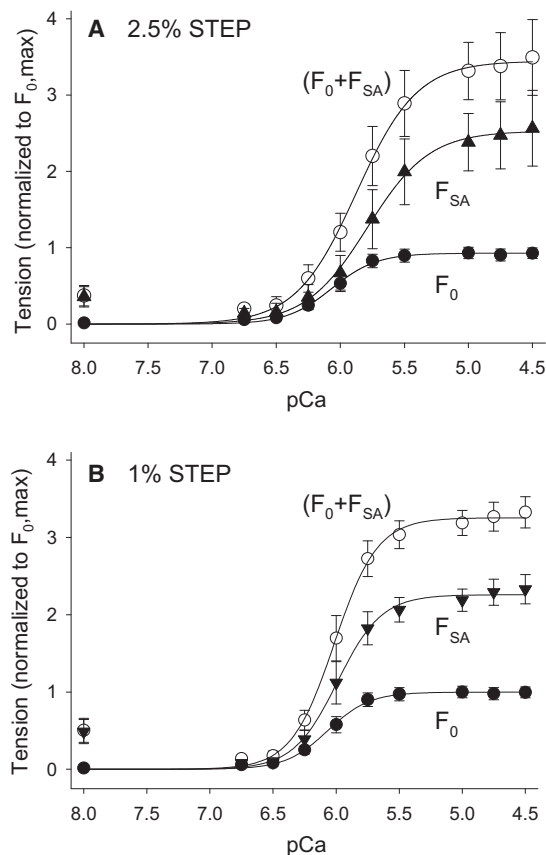 A 2.5% STEP
Tension (normalized to F0,max)
4
3
2
1
0
(F0+FSA)
FSA
F0
8.0 7.5 7.0 6.5 6.0 5.5 5.0 4.5
pCa
B 1% STEP
Tension (normalized to F0,max)
4
3
2
1
0
(F0+FSA)
FSA
F0
8.0 7.5 7.0 6.5 6.0 5.5 5.0 4.5
pCa